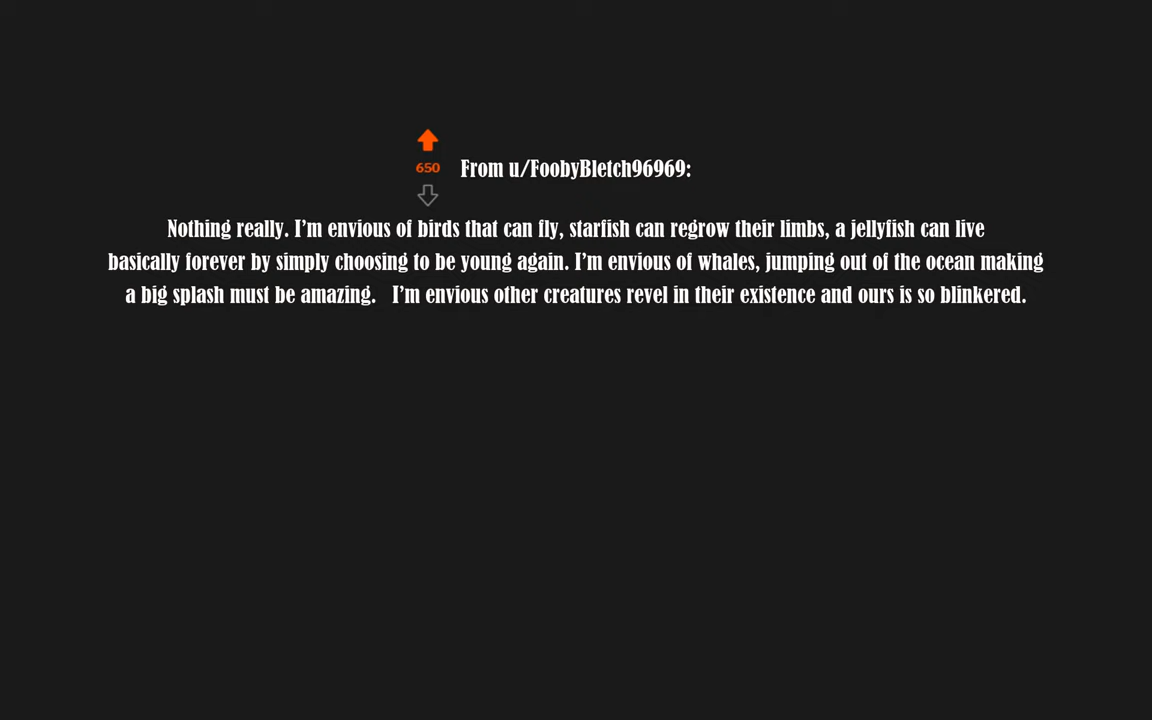 650
From u/FoobyBletch96969:
Nothing really. I'm envious of birds that can fly, starfish can regrow their limbs, a jellyfish can live
basically forever by simply choosing to be young again. I'm envious of whales, jumping out of the ocean making
a big splash must be amazing.   I'm envious other creatures revel in their existence and ours is so blinkered.